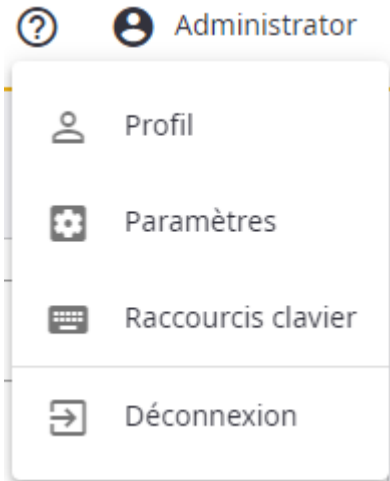 Administrator
Profil
Paramètres
Raccourcis clavier
Déconnexion